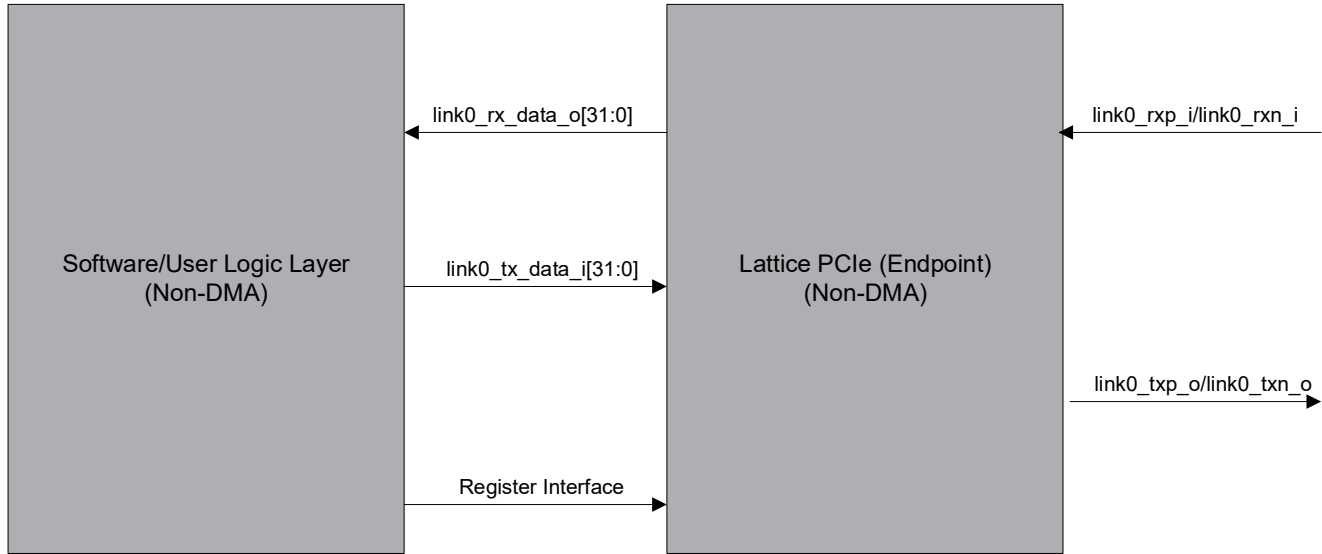 link0_rx_data_o[31:0]
link0_rxp_i/link0_rxn_i
Software/User Logic Layer
(Non-DMA)
link0_tx_data_i[31:0]
Lattice PCIe (Endpoint)
(Non-DMA)
link0_txp_o/link0_txn_o
Register Interface